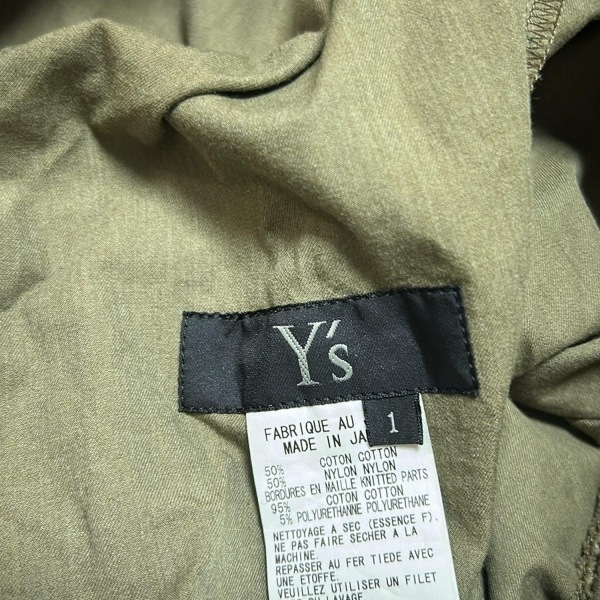 Y's
1
FABRIQUE AU
MADE IN JA
50% COTON COTTON
50% NYLON NYLON
BORDURES EN MAILLE KNITTED PARTS
95% COTON COTTON
5% POLYURETHANNE POLYURETHANE
NETTOYAGE A SEC (ESSENCE F).
NE PAS FAIRE SECHER A LA
MACHINE.
REPASSER AU FER TIEDE AVEC
UNE ETOFFE.
VEUILLEZ UTILISER UN FILET
LAVAGE